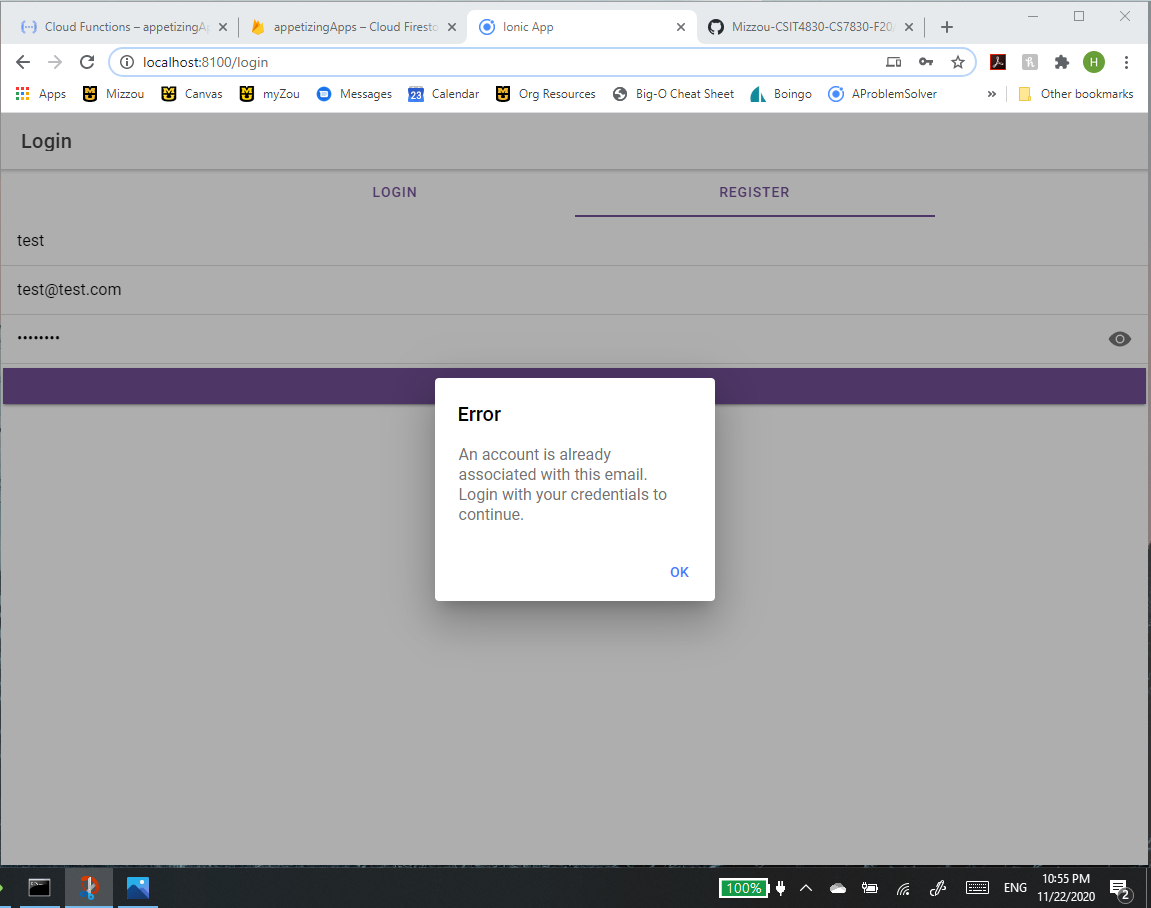 Cloud Functions – appetizingAp
appetizingApps – Cloud Firesto
Ionic App
Mizzou-CSIT4830-CS7830-F20
localhost:8100/login
H
Apps
Mizzou
Canvas
myZou
Messages
23
Calendar
Org Resources
Big-O Cheat Sheet
Boingo
AProblemSolver
»
Other bookmarks
Login
LOGIN
REGISTER
test
test@test.com
••••••••
Error
An account is already
associated with this email.
Login with your credentials to
continue.
OK
100%
ENG
10:55 PM
11/22/2020
2